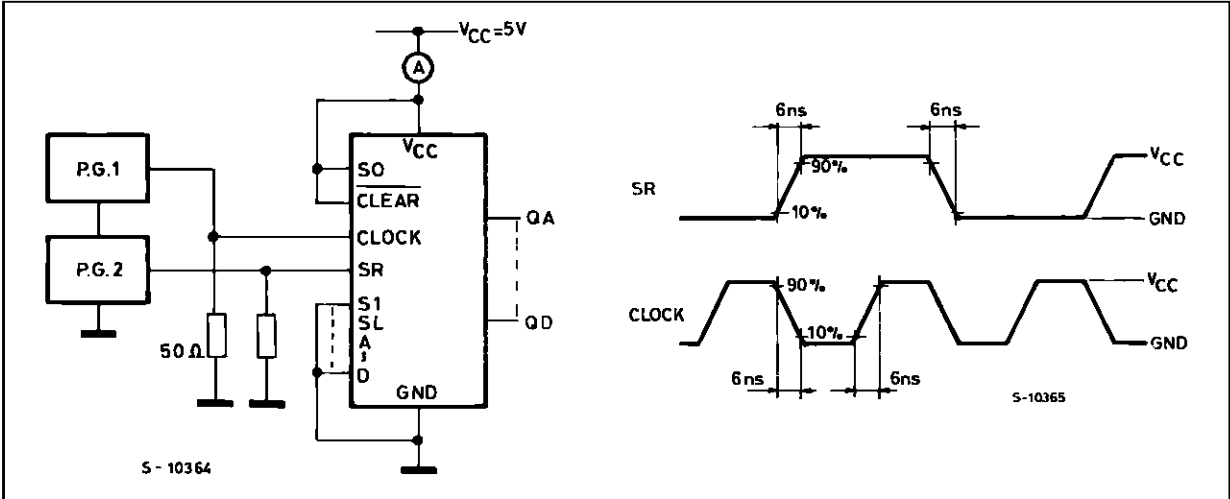 VCC=5V
A
P.G.1
P.G.2
50Ω
VCC
SO
CLEAR
CLOCK
SR
S1
SL
A
D
GND
QA
QD
S-10364
6ns
6ns
SR
90%
10%
VCC
GND
CLOCK
90%
10%
VCC
GND
6ns
6ns
S-10365